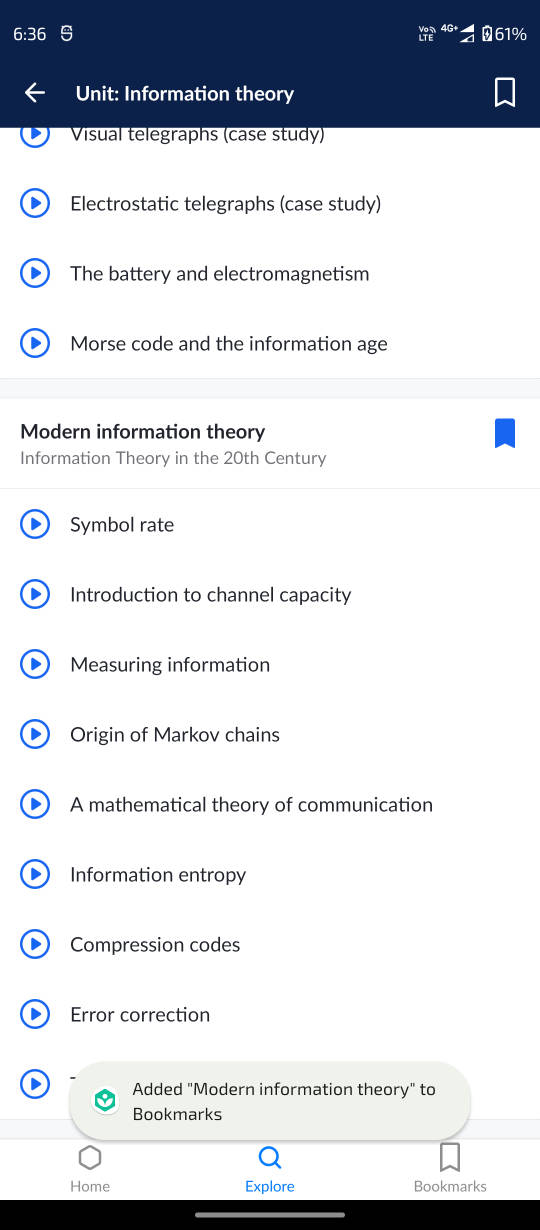 6:36
Vo LTE 4G+ 61%
Unit: Information theory
Visual telegraphs (case study)
Electrostatic telegraphs (case study)
The battery and electromagnetism
Morse code and the information age
Modern information theory
Information Theory in the 20th Century
Symbol rate
Introduction to channel capacity
Measuring information
Origin of Markov chains
A mathematical theory of communication
Information entropy
Compression codes
Error correction
Added "Modern information theory" to
Bookmarks
Home Explore Bookmarks